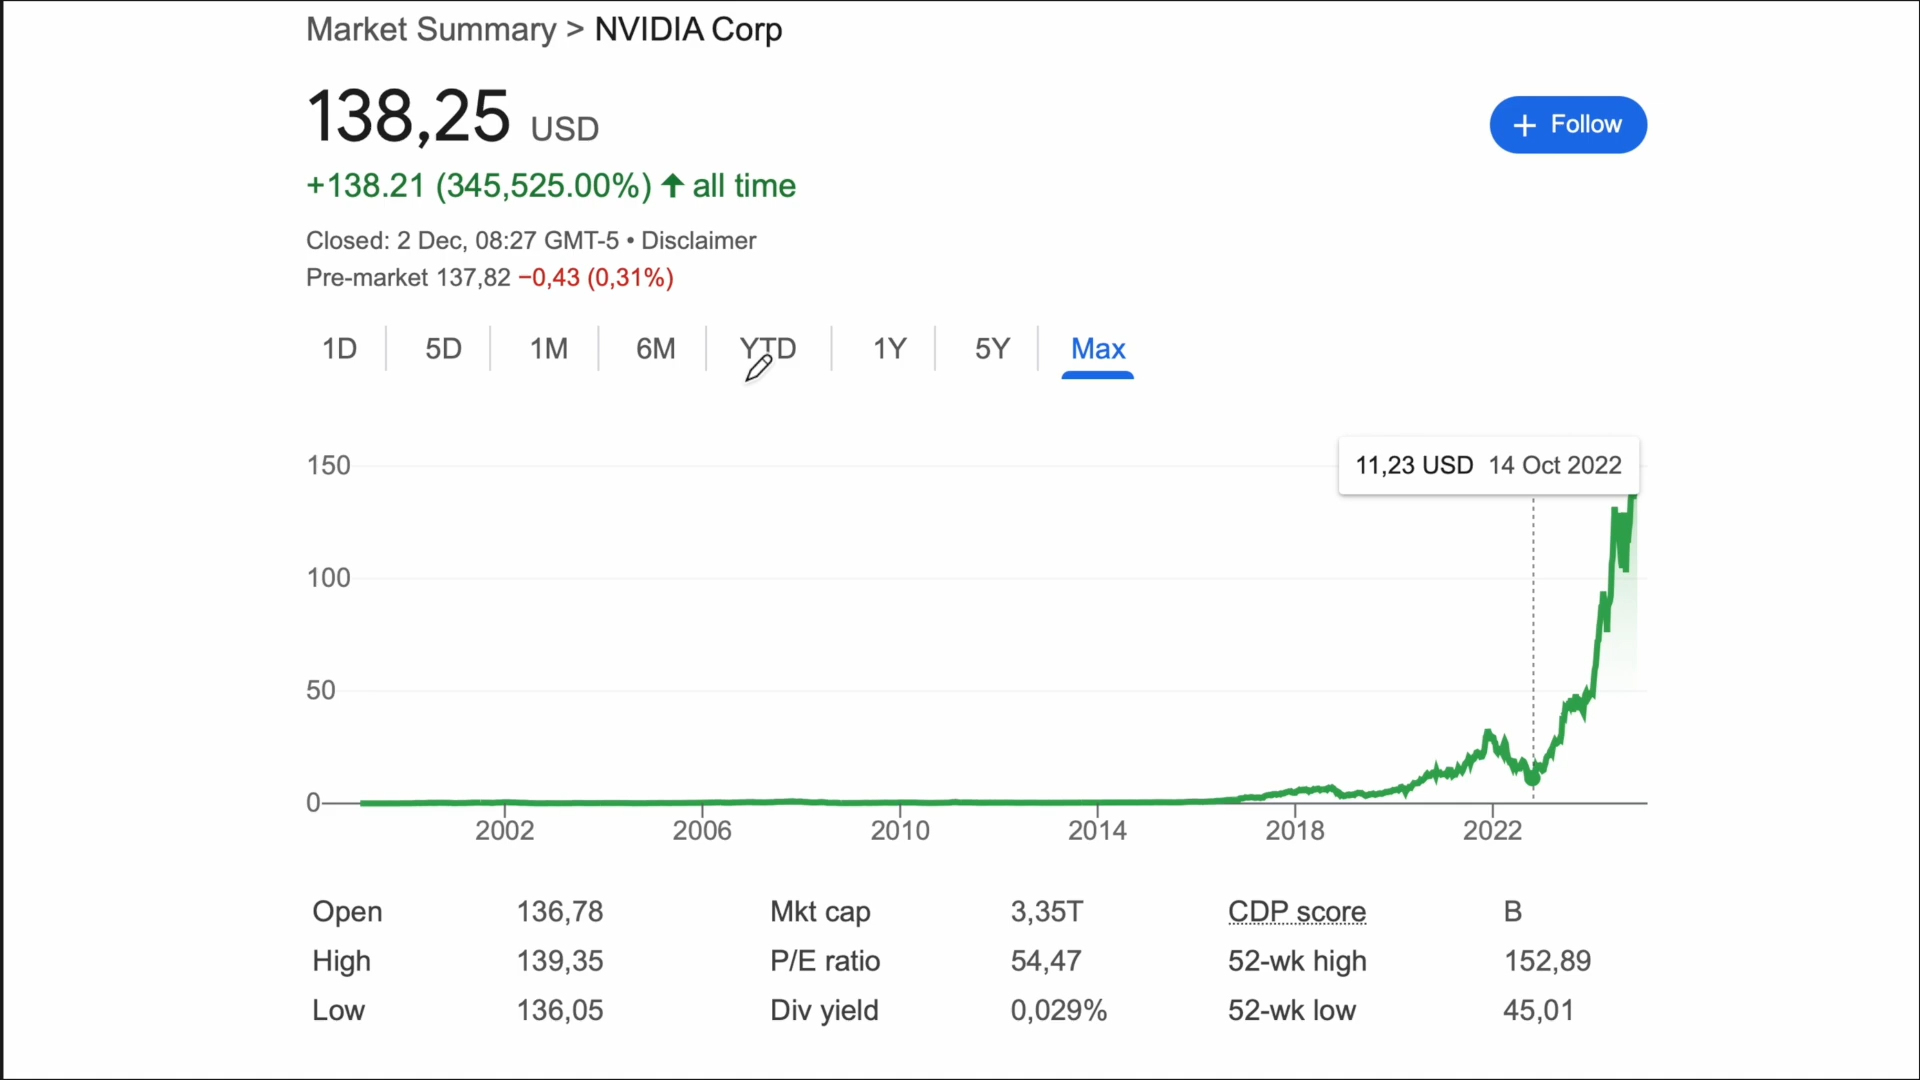 Market Summary > NVIDIA Corp
138,25 USD
+ Follow
+138.21 (345,525.00%) ↑ all time
Closed: 2 Dec, 08:27 GMT-5 • Disclaimer
Pre-market 137,82 −0,43 (0,31%)
1D 5D 1M 6M YTD 1Y 5Y Max
11,23 USD 14 Oct 2022
150
100
50
0
2002 2006 2010 2014 2018 2022
Open 136,78 Mkt cap 3,35T CDP score B
High 139,35 P/E ratio 54,47 52-wk high 152,89
Low 136,05 Div yield 0,029% 52-wk low 45,01